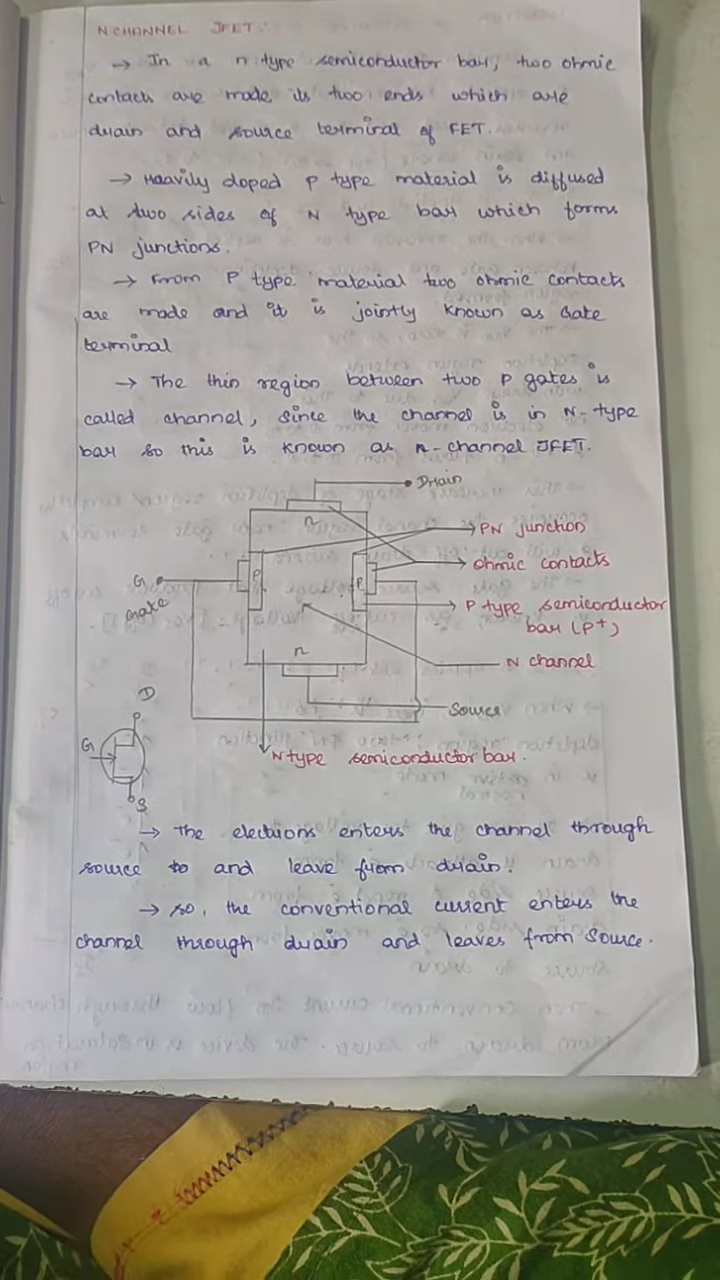 N CHANNEL JFET:
→ In a n type semiconductor bar, two ohmic
contacts are made its two ends which are
drain and source terminal of FET.
→ Heavily doped p type material is diffused
at two sides of N type bar which forms
PN junctions.
→ From P type material two ohmic contacts
are made and it is jointly known as Gate
terminal
→ The thin region between two P gates is
called channel, since the channel is in N-type
bar so this is known as n-channel JFET.
Drain
n
PN junction
ohmic contacts
G
P
P
Gate
P type semiconductor
bar (P+)
n
N channel
D
Source
G
N type semiconductor bar.
S
→ The electrons enters the channel through
source to and leave from drain.
→ so, the conventional current enters the
channel through drain and leaves from source.